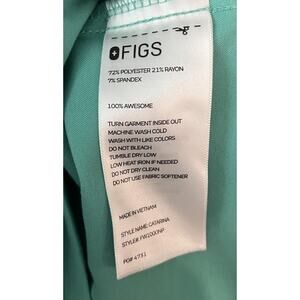 FIGS
72% POLYESTER 21% RAYON
7% SPANDEX
100% AWESOME
TURN GARMENT INSIDE OUT
MACHINE WASH COLD
WASH WITH LIKE COLORS
DO NOT BLEACH
TUMBLE DRY LOW
LOW HEAT IRON IF NEEDED
DO NOT DRY CLEAN
DO NOT USE FABRIC SOFTENER
MADE IN VIETNAM
STYLE NAME CATARINA
STYLE# FW1000NP
PO# 4731